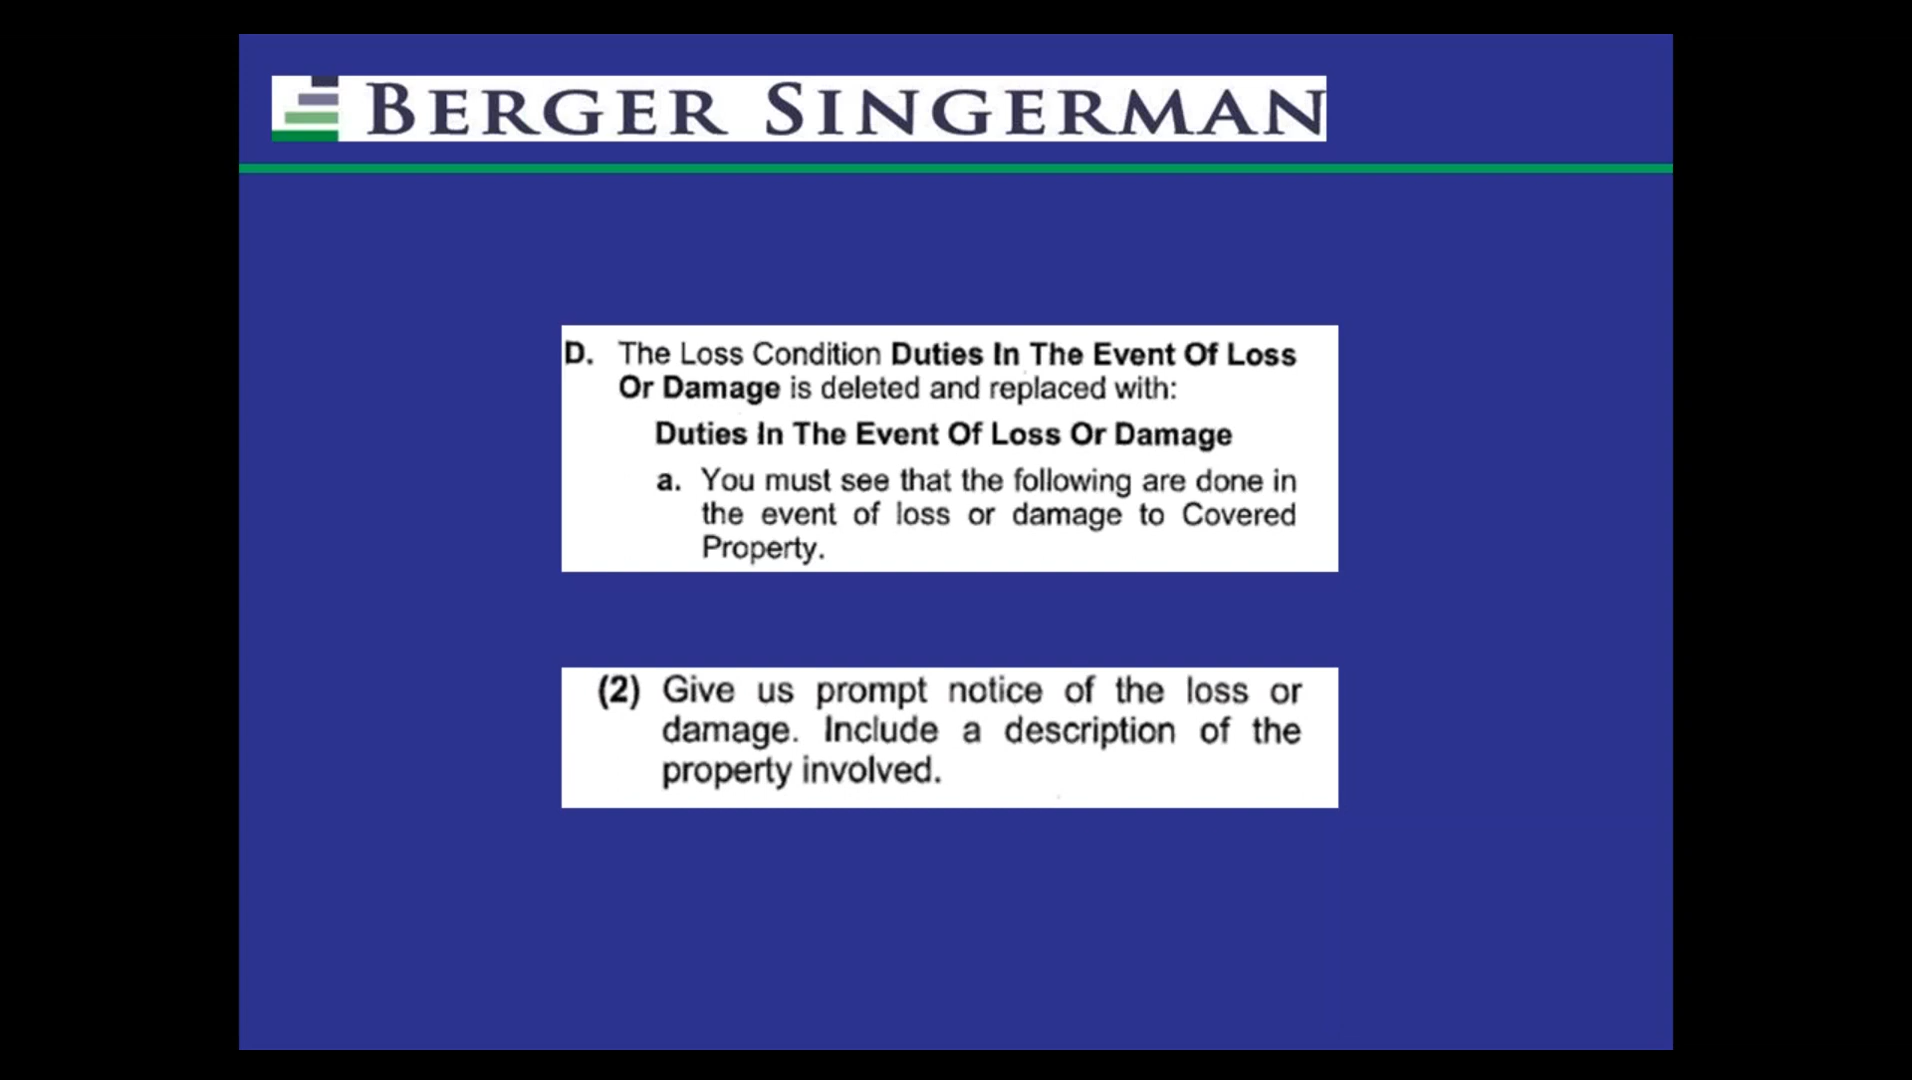 BERGER SINGERMAN
D. The Loss Condition Duties In The Event Of Loss
Or Damage is deleted and replaced with:
Duties In The Event Of Loss Or Damage
a. You must see that the following are done in
the event of loss or damage to Covered
Property.
(2) Give us prompt notice of the loss or
damage. Include a description of the
property involved.